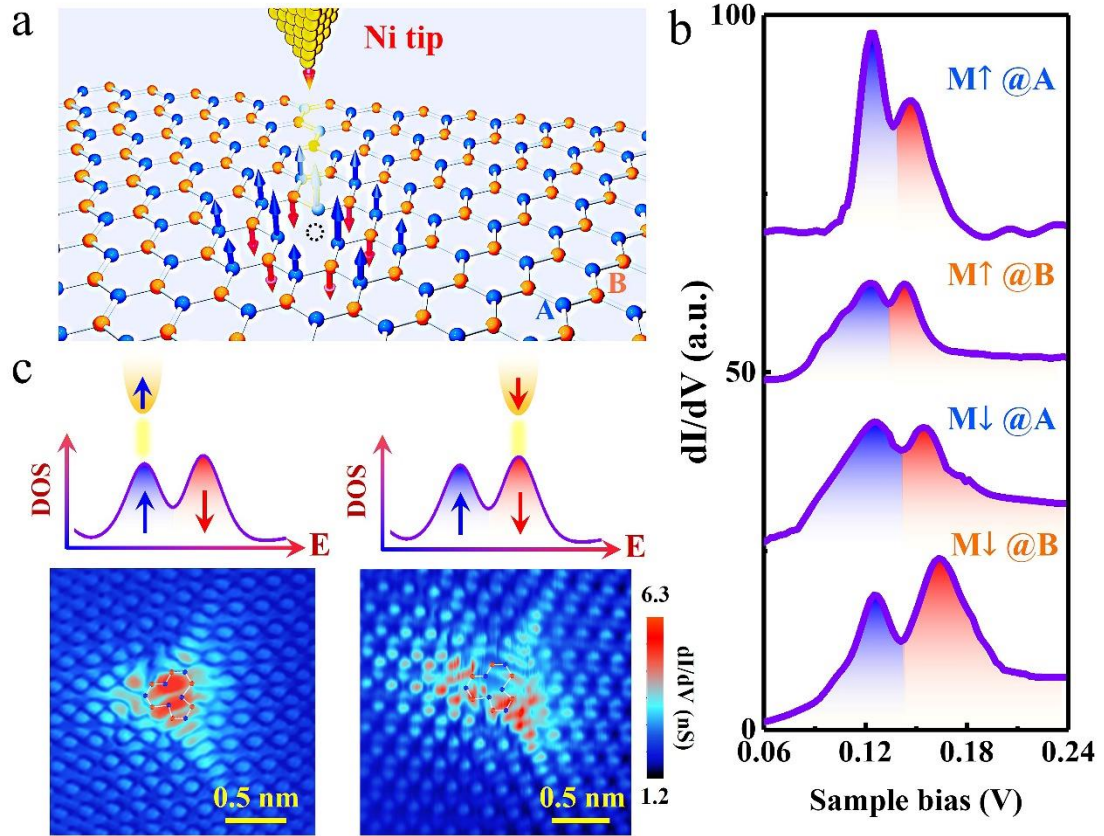 a
Ni tip
B
A
b
100
50
0
dI/dV (a.u.)
M↑ @A
M↑ @B
M↓ @A
M↓ @B
0.06
0.12
0.18
0.24
Sample bias (V)
c
DOS
E
DOS
E
0.5 nm
0.5 nm
6.3
dI/dV (nS)
1.2